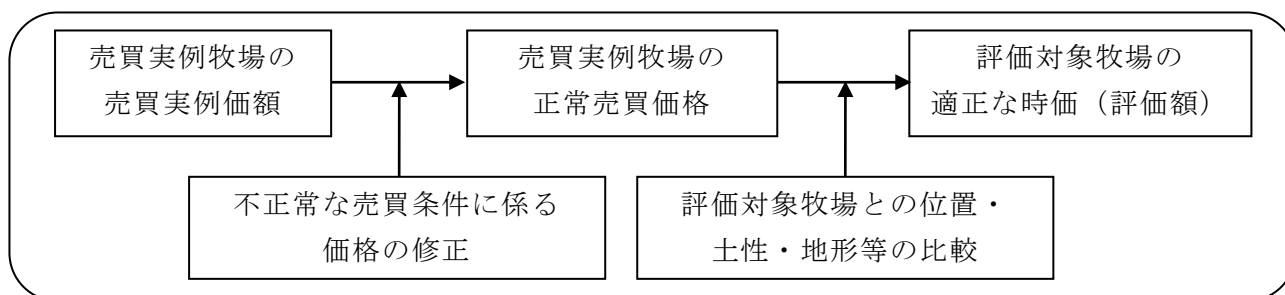 売買実例牧場の
売買実例価額
売買実例牧場の
正常売買価格
評価対象牧場の
適正な時価（評価額）
不正常な売買条件に係る
価格の修正
評価対象牧場との位置・
土性・地形等の比較